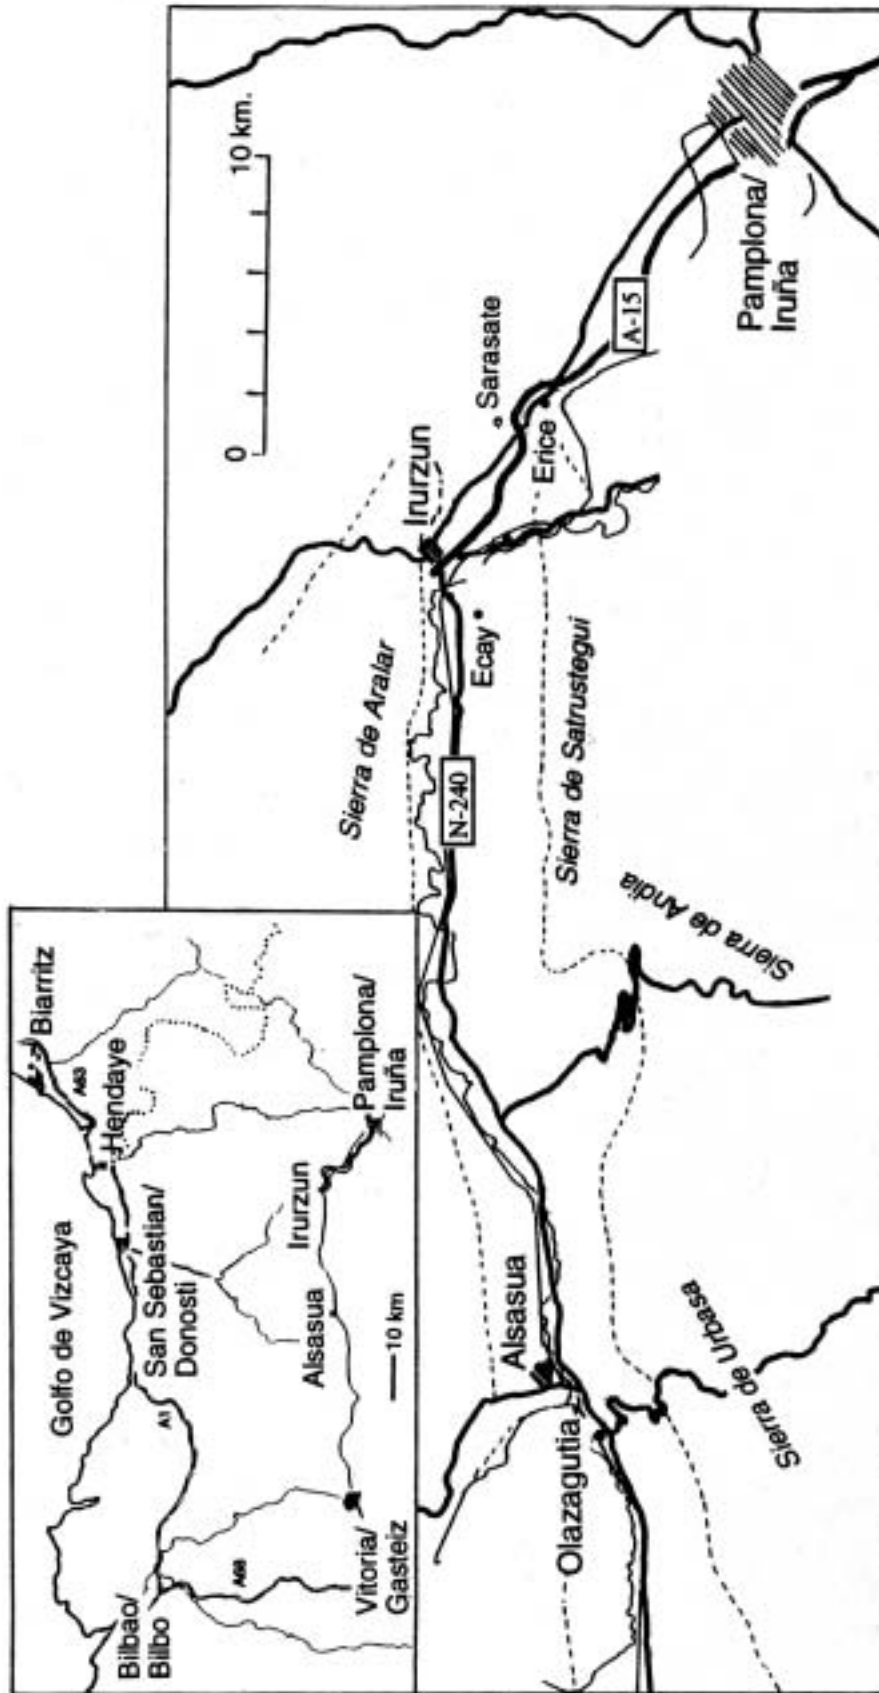 Golfo de Vizcaya
Biarritz
A63
Hendaye
San Sebastian/
Donosti
A1
Bilbao/
Bilbo
A68
Vitoria/
Gasteiz
Alsasua
Irurzun
Pamplona/
Iruña
10 km
0
10 km.
Sierra de Aralar
Irurzun
Sarasate
Erice
A-15
Pamplona/
Iruña
Ecay
N-240
Sierra de Satrustegui
Sierra de Andia
Alsasua
Olazagutia
Sierra de Urbasa